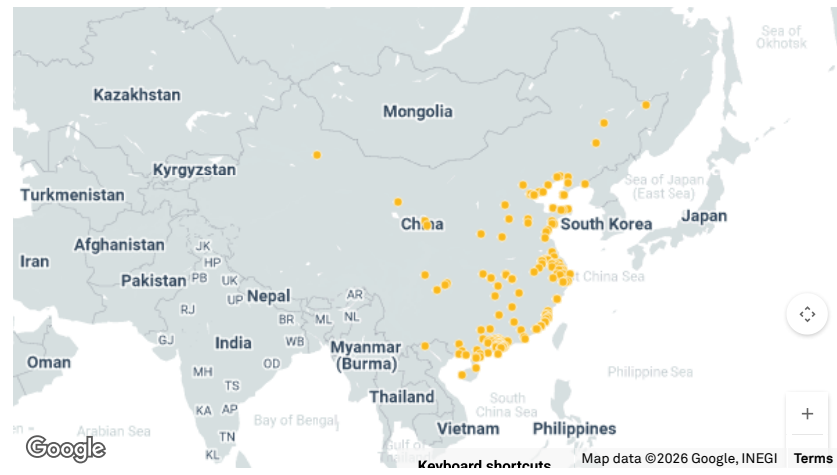 Sea of
Okhotsk
Kazakhstan
Mongolia
Kyrgyzstan
Turkmenistan
Sea of Japan
(East Sea)
South Korea
Japan
China
Afghanistan
JK
HP
Iran
Pakistan
PB
UK
Nepal
UP
AR
East China Sea
RJ
BR
ML
NL
GJ
India
WB
Myanmar
(Burma)
Oman
OD
MH
TS
Philippine Sea
Thailand
KA
AP
South
China Sea
Arabian Sea
Bay of Bengal
TN
Vietnam
Philippines
Gulf of
Thailand
KL
Google
Keyboard shortcuts
Map data ©2026 Google, INEGI
Terms